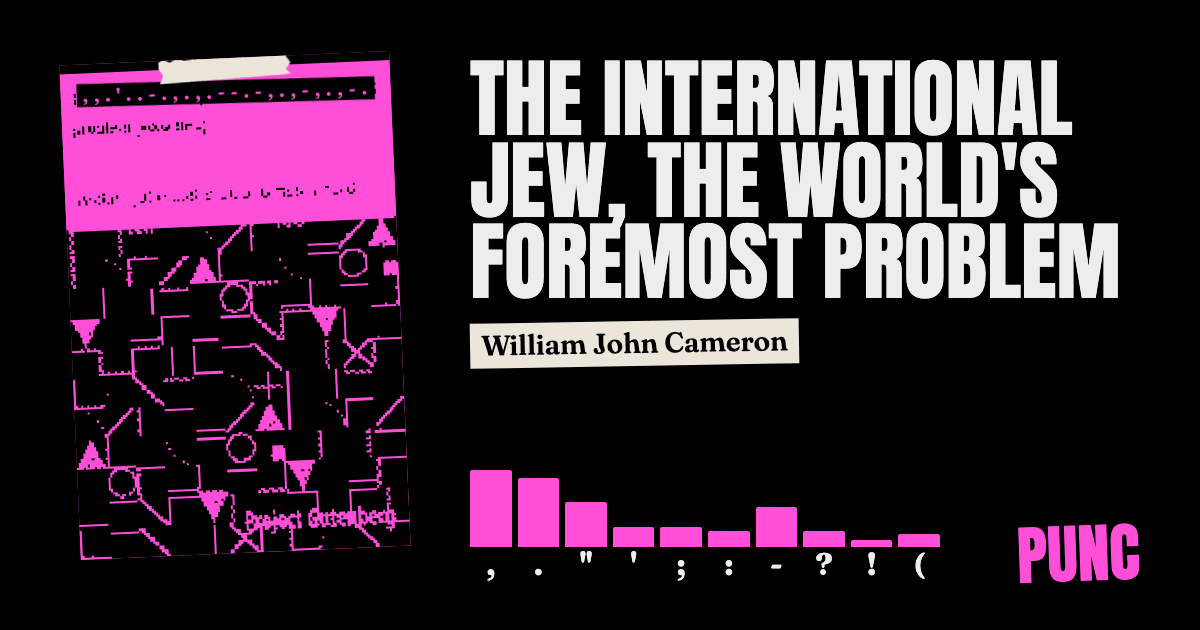 THE INTERNATIONAL
JEW, THE WORLD'S
FOREMOST PROBLEM
William John Cameron
Project Gutenberg
, . " ' ; : - ? ! (
PUNC